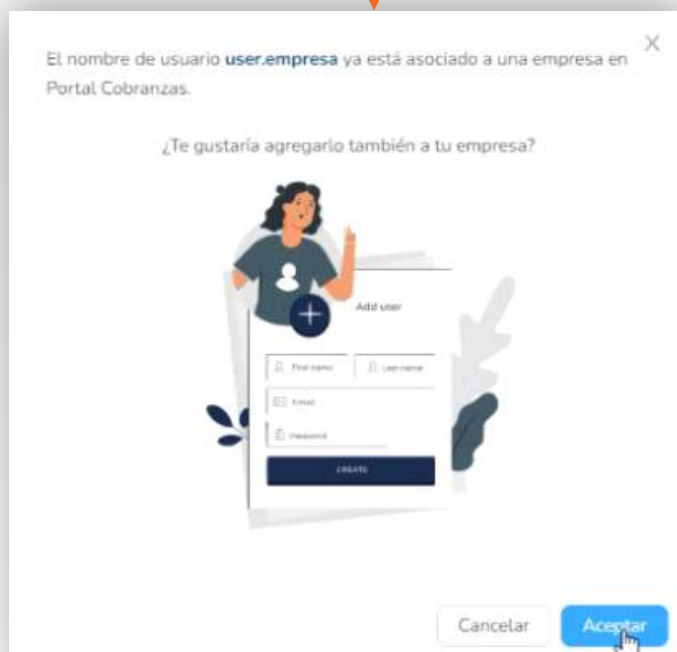 El nombre de usuario user.empresa ya está asociado a una empresa en
Portal Cobranzas.
¿Te gustaría agregarlo también a tu empresa?
Add user
First name
Last name
Email
Password
CREATE
Cancelar
Aceptar